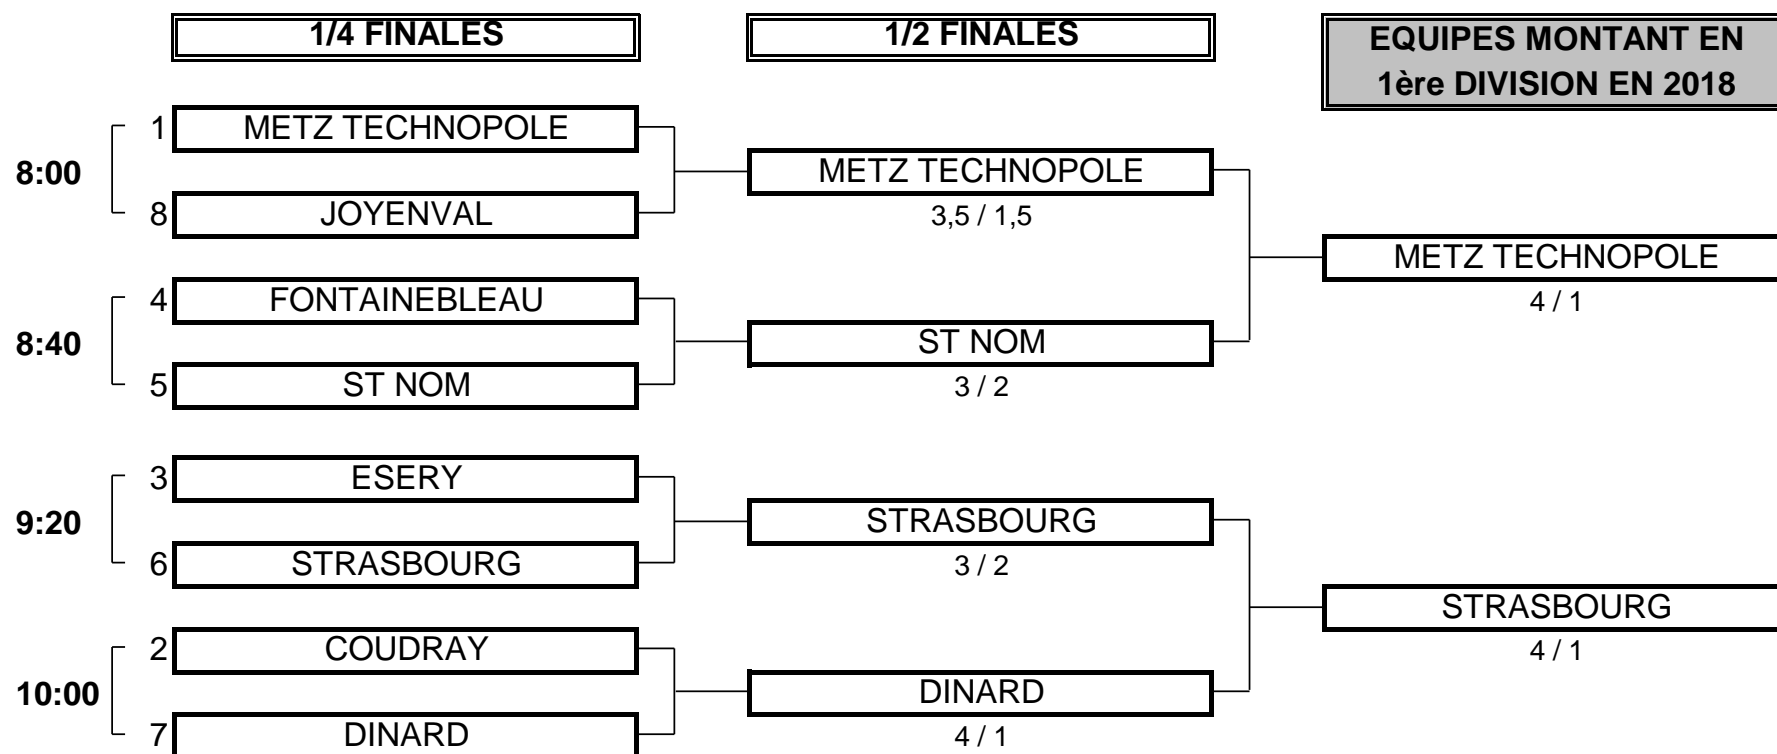 1/4 FINALES
1/2 FINALES
EQUIPES MONTANT EN
1ère DIVISION EN 2018
1 METZ TECHNOPOLE
8:00
8 JOYENVAL
METZ TECHNOPOLE
3,5 / 1,5
4 FONTAINEBLEAU
8:40
5 ST NOM
ST NOM
3 / 2
METZ TECHNOPOLE
4 / 1
3 ESERY
9:20
6 STRASBOURG
STRASBOURG
3 / 2
2 COUDRAY
10:00
7 DINARD
DINARD
4 / 1
STRASBOURG
4 / 1